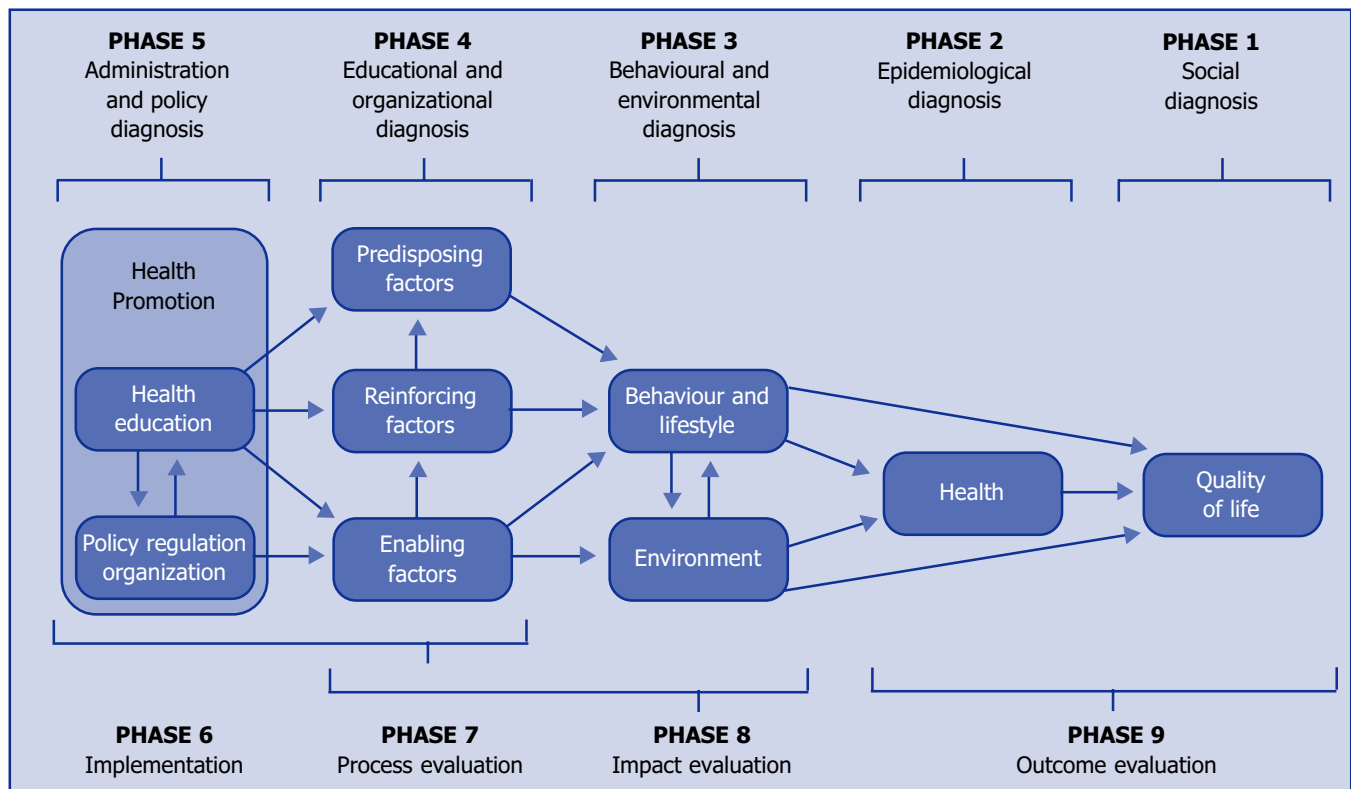 PHASE 5
Administration
and policy
diagnosis
PHASE 4
Educational and
organizational
diagnosis
PHASE 3
Behavioural and
environmental
diagnosis
PHASE 2
Epidemiological
diagnosis
PHASE 1
Social
diagnosis
Health
Promotion
Health
education
Policy regulation
organization
Predisposing
factors
Reinforcing
factors
Enabling
factors
Behaviour and
lifestyle
Environment
Health
Quality
of life
PHASE 6
Implementation
PHASE 7
Process evaluation
PHASE 8
Impact evaluation
PHASE 9
Outcome evaluation